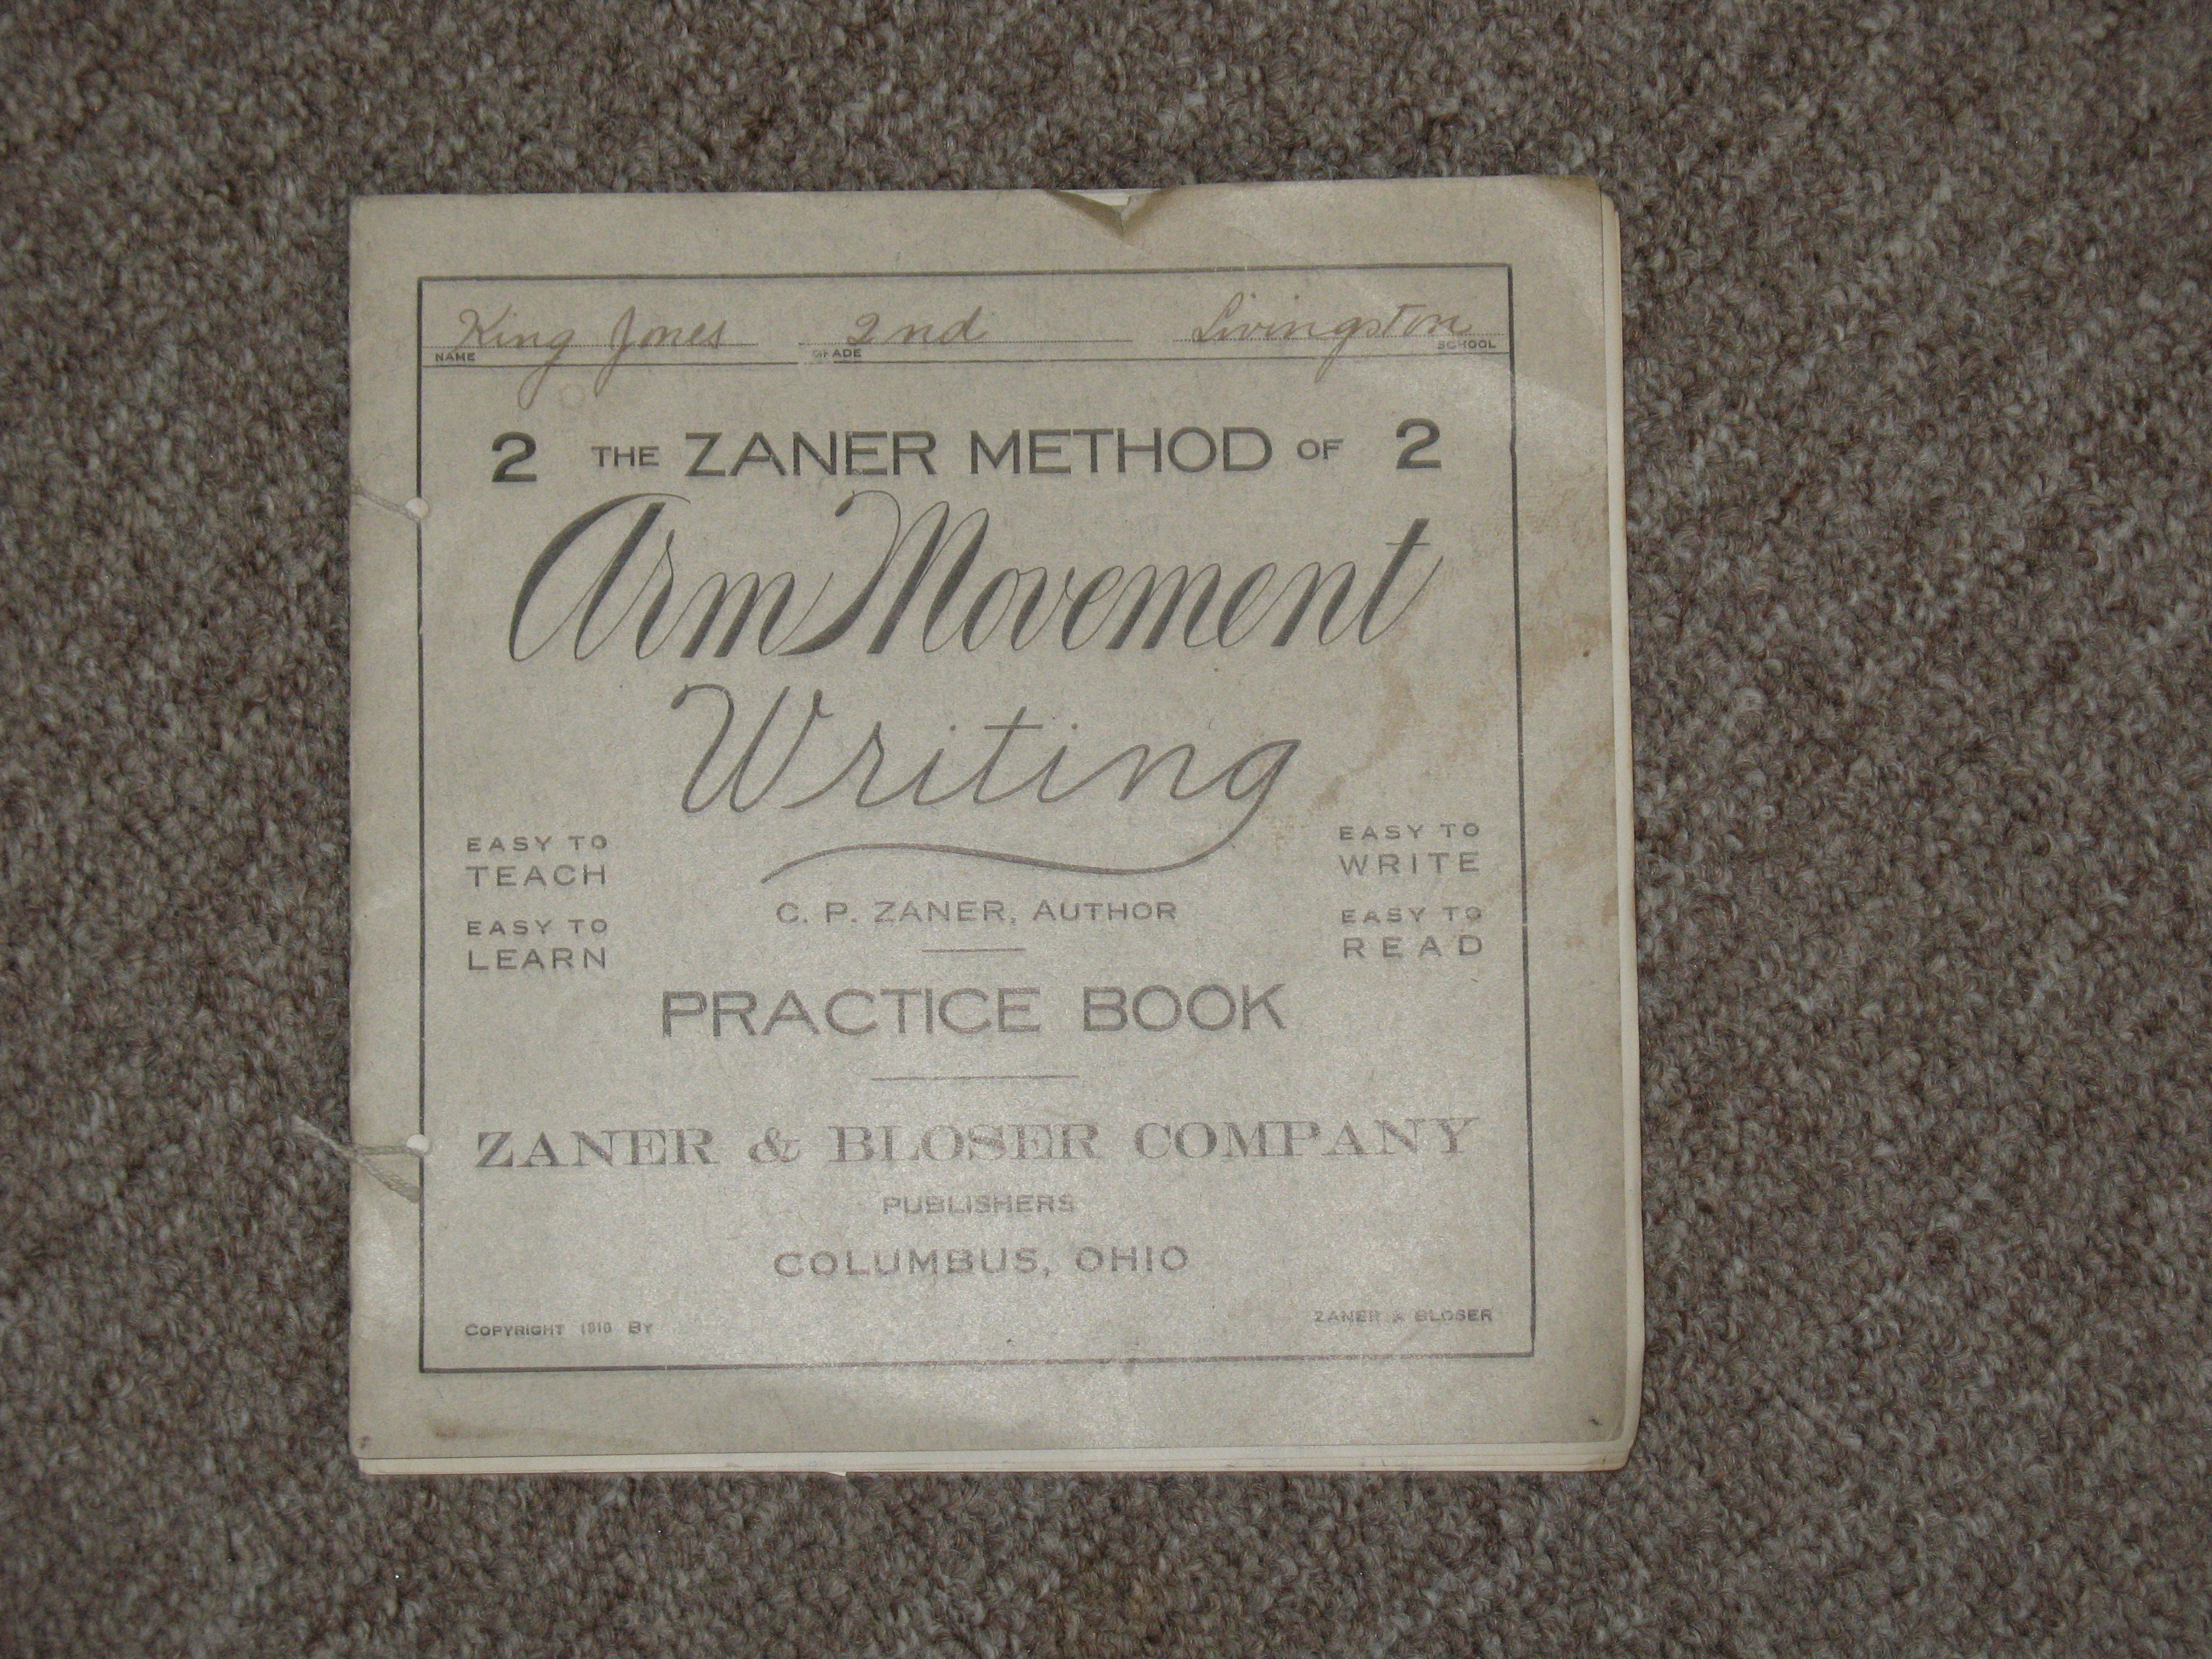 King Jones 2nd Livingston
NAME GRADE SCHOOL
2 THE ZANER METHOD OF 2
Arm Movement
Writing
EASY TO
TEACH
EASY TO
LEARN
EASY TO
WRITE
EASY TO
READ
C. P. ZANER, AUTHOR
PRACTICE BOOK
ZANER & BLOSER COMPANY
PUBLISHERS
COLUMBUS, OHIO
COPYRIGHT BY ZANER & BLOSER